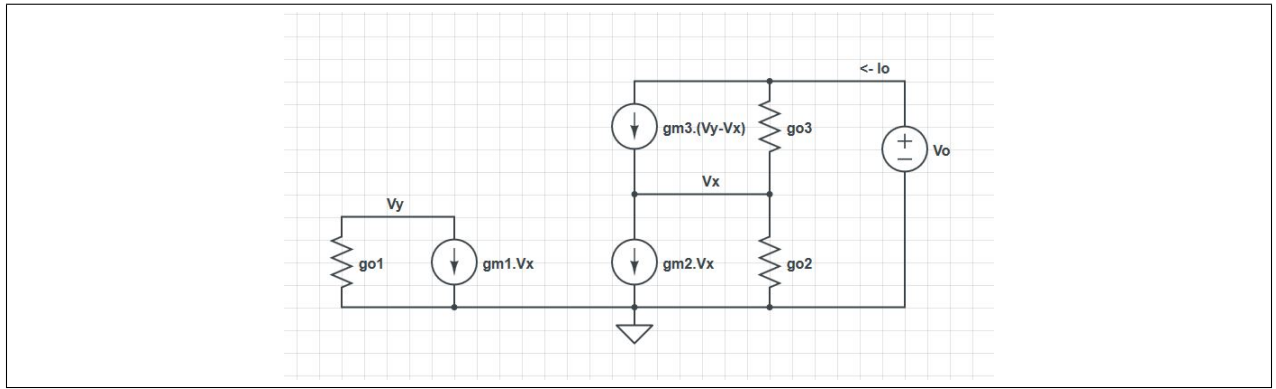 <- Io
gm3.(Vy-Vx)
go3
+
−
Vo
Vx
Vy
go1
gm1.Vx
gm2.Vx
go2